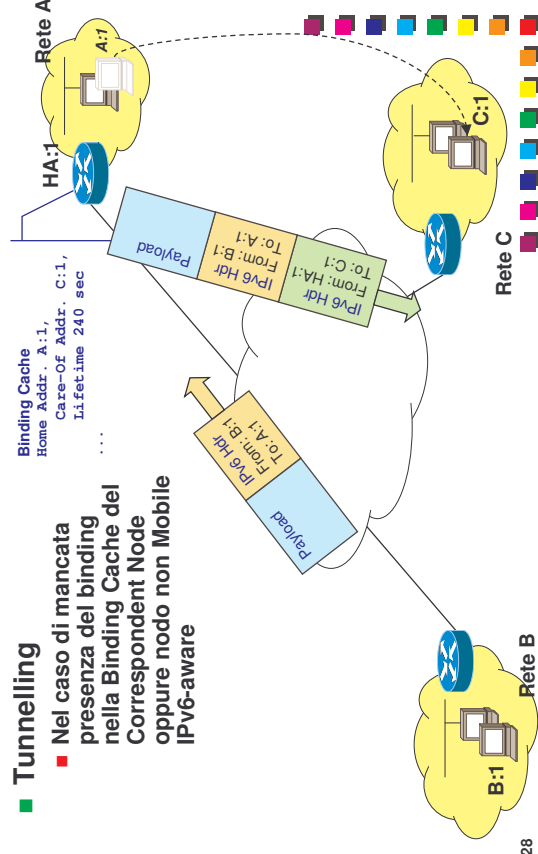 Tunnelling
Nel caso di mancata
presenza del binding
nella Binding Cache del
Correspondent Node
oppure nodo non Mobile
IPv6-aware
Binding Cache
Home Addr. A:1,
Care-Of Addr. C:1,
Lifetime 240 sec
...
HA:1
Rete A
A:1
Payload
IPv6 Hdr
From: B:1
To: A:1
IPv6 Hdr
From: HA:1
To: C:1
IPv6 Hdr
From: B:1
To: A:1
Payload
C:1
Rete C
B:1
Rete B
28